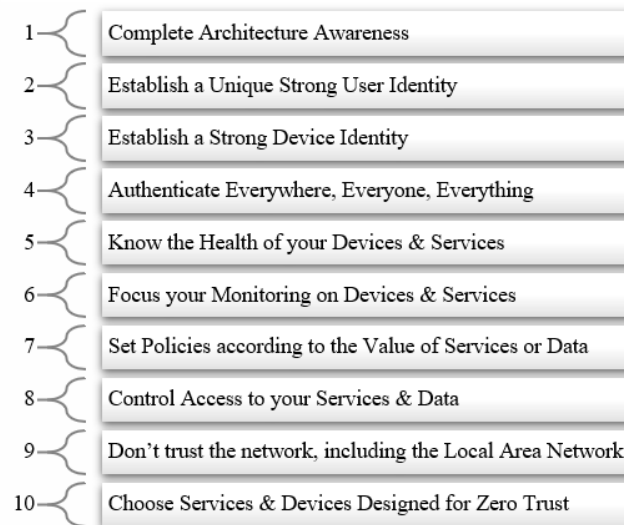 1 Complete Architecture Awareness
2 Establish a Unique Strong User Identity
3 Establish a Strong Device Identity
4 Authenticate Everywhere, Everyone, Everything
5 Know the Health of your Devices & Services
6 Focus your Monitoring on Devices & Services
7 Set Policies according to the Value of Services or Data
8 Control Access to your Services & Data
9 Don’t trust the network, including the Local Area Network
10 Choose Services & Devices Designed for Zero Trust